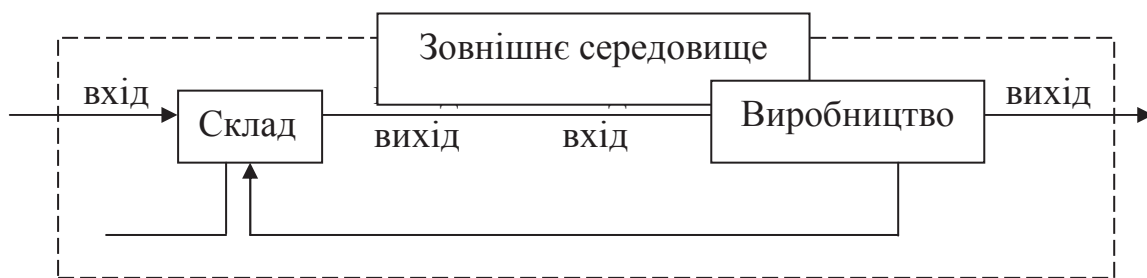 Зовнішнє середовище
вхід
Склад
вихід
вхід
Виробництво
вихід